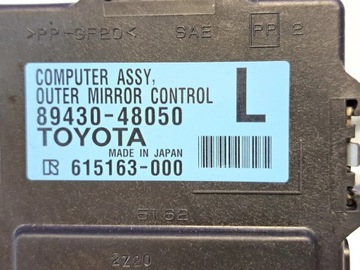 >PP-GF20<
SAE
PP 2
COMPUTER ASSY,
OUTER MIRROR CONTROL
L
89430-48050
TOYOTA
MADE IN JAPAN
R 615163-000
5162
2220